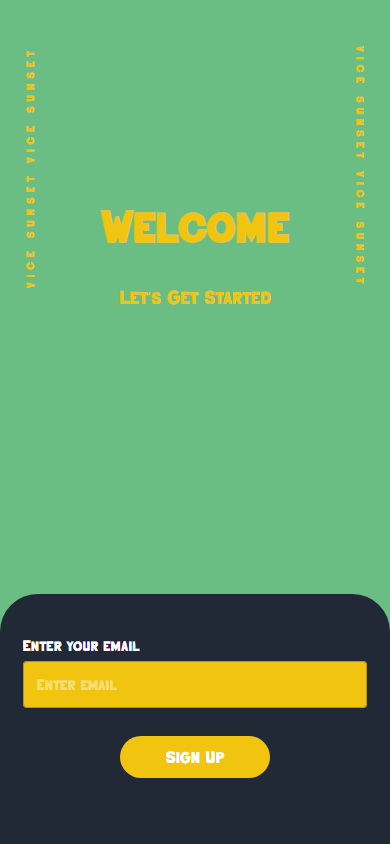 VICE SUNSET VICE SUNSET
VICE SUNSET VICE SUNSET
Welcome
Let's Get Started
Enter your email
Enter email
Sign Up